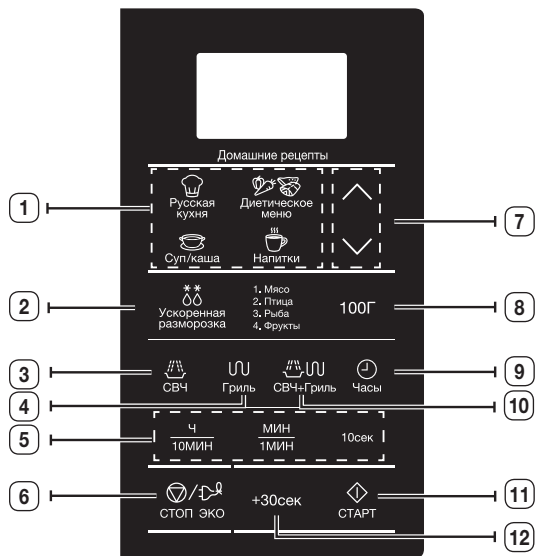 Домашние рецепты
1
Русская
кухня
Диетическое
меню
7
Суп/каша
Напитки
2
Ускоренная
разморозка
1. Мясо
2. Птица
3. Рыба
4. Фрукты
100Г
8
3
СВЧ
Гриль
СВЧ+Гриль
Часы
9
4
10
5
Ч
10МИН
МИН
1МИН
10сек
6
СТОП ЭКО
+30сек
СТАРТ
11
12